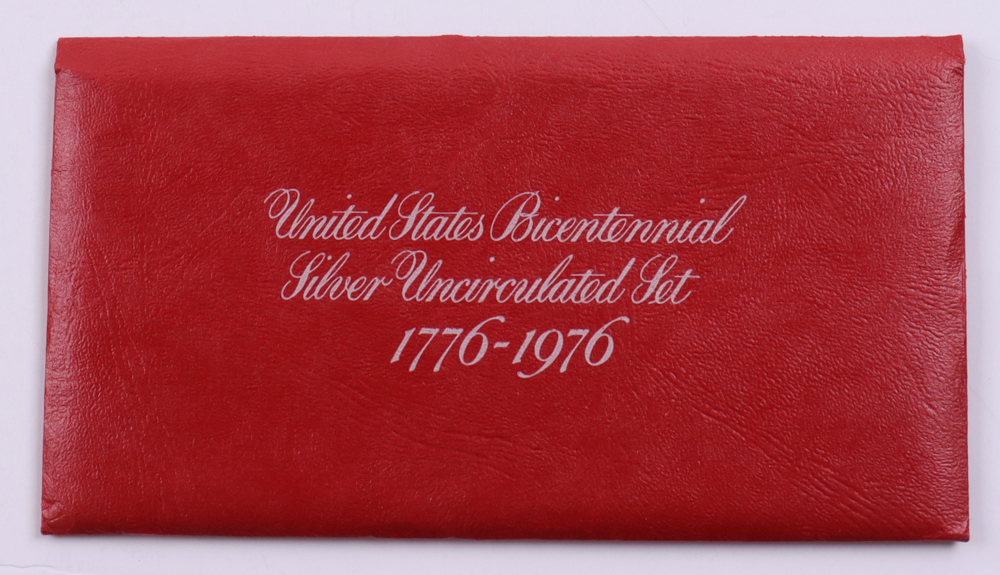 United States Bicentennial
Silver Uncirculated Set
1776-1976